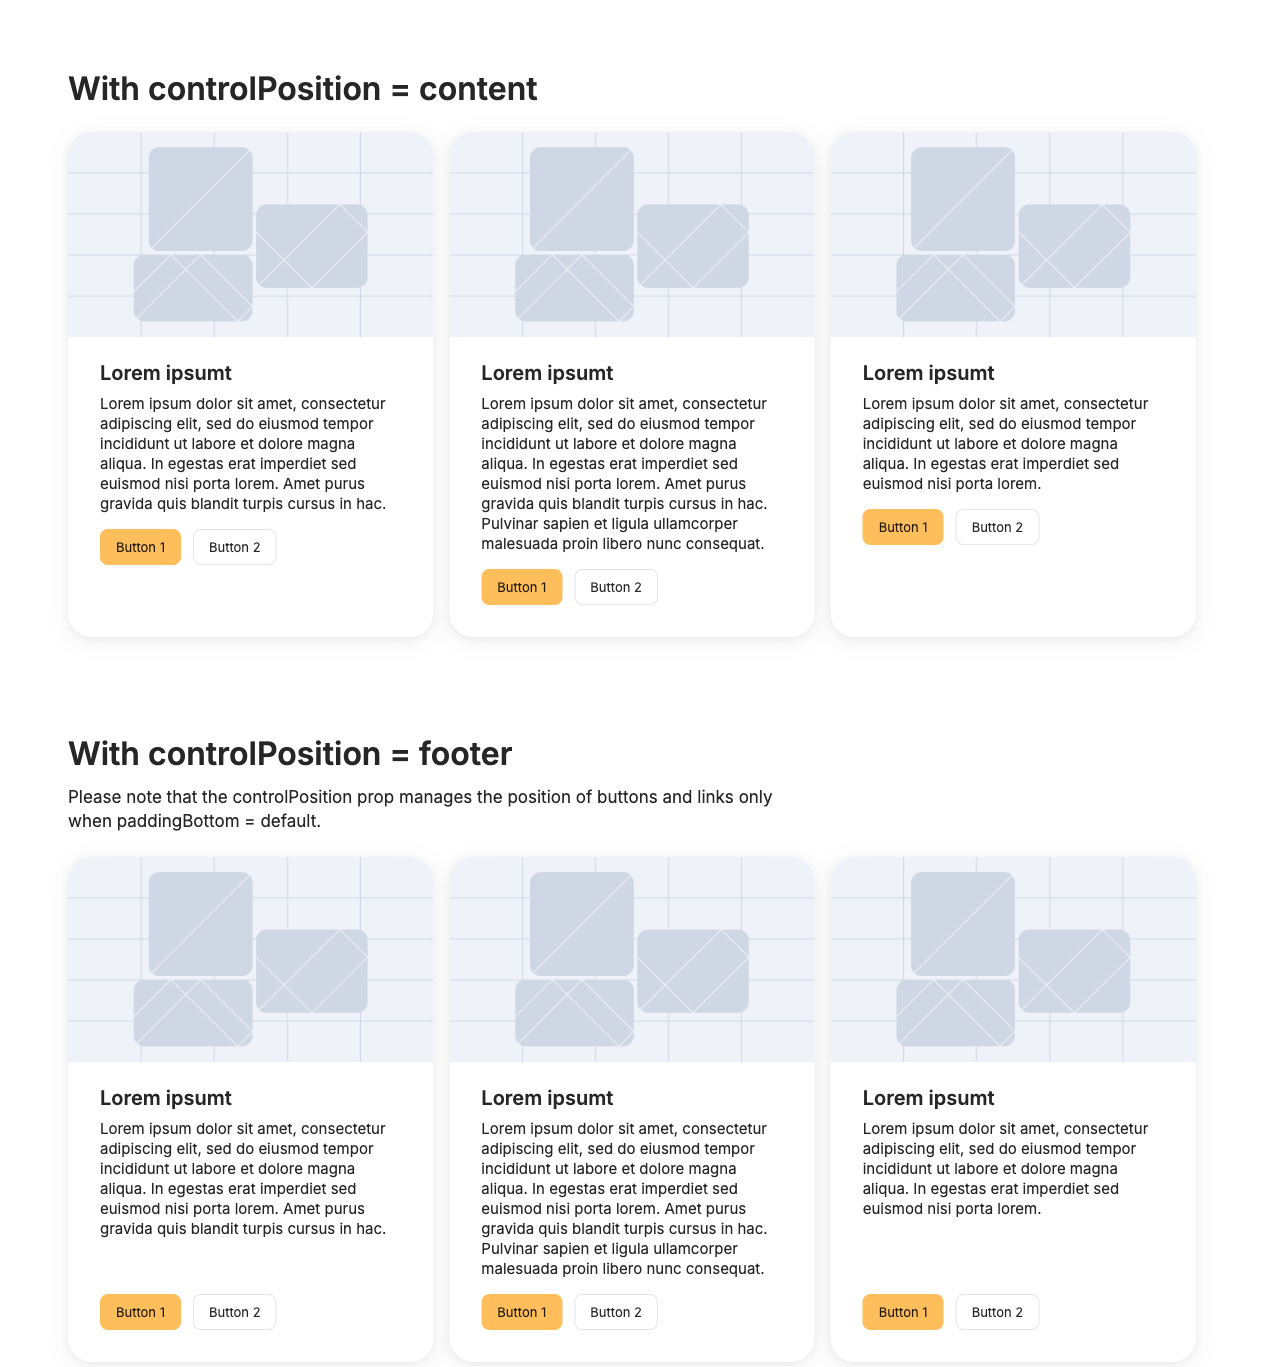 With controlPosition = content
Lorem ipsumt
Lorem ipsum dolor sit amet, consectetur
adipiscing elit, sed do eiusmod tempor
incididunt ut labore et dolore magna
aliqua. In egestas erat imperdiet sed
euismod nisi porta lorem. Amet purus
gravida quis blandit turpis cursus in hac.
Button 1
Button 2
Lorem ipsumt
Lorem ipsum dolor sit amet, consectetur
adipiscing elit, sed do eiusmod tempor
incididunt ut labore et dolore magna
aliqua. In egestas erat imperdiet sed
euismod nisi porta lorem. Amet purus
gravida quis blandit turpis cursus in hac.
Pulvinar sapien et ligula ullamcorper
malesuada proin libero nunc consequat.
Button 1
Button 2
Lorem ipsumt
Lorem ipsum dolor sit amet, consectetur
adipiscing elit, sed do eiusmod tempor
incididunt ut labore et dolore magna
aliqua. In egestas erat imperdiet sed
euismod nisi porta lorem.
Button 1
Button 2
With controlPosition = footer
Please note that the controlPosition prop manages the position of buttons and links only
when paddingBottom = default.
Lorem ipsumt
Lorem ipsum dolor sit amet, consectetur
adipiscing elit, sed do eiusmod tempor
incididunt ut labore et dolore magna
aliqua. In egestas erat imperdiet sed
euismod nisi porta lorem. Amet purus
gravida quis blandit turpis cursus in hac.
Button 1
Button 2
Lorem ipsumt
Lorem ipsum dolor sit amet, consectetur
adipiscing elit, sed do eiusmod tempor
incididunt ut labore et dolore magna
aliqua. In egestas erat imperdiet sed
euismod nisi porta lorem. Amet purus
gravida quis blandit turpis cursus in hac.
Pulvinar sapien et ligula ullamcorper
malesuada proin libero nunc consequat.
Button 1
Button 2
Lorem ipsumt
Lorem ipsum dolor sit amet, consectetur
adipiscing elit, sed do eiusmod tempor
incididunt ut labore et dolore magna
aliqua. In egestas erat imperdiet sed
euismod nisi porta lorem.
Button 1
Button 2